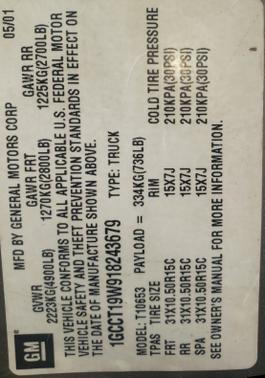 GM
MFD BY GENERAL MOTORS CORP 05/01
GVWR GAWR FRT GAWR RR
2223KG(4900LB) 1270KG(2800LB) 1225KG(2700LB)
THIS VEHICLE CONFORMS TO ALL APPLICABLE U.S. FEDERAL MOTOR
VEHICLE SAFETY AND THEFT PREVENTION STANDARDS IN EFFECT ON
THE DATE OF MANUFACTURE SHOWN ABOVE.
1GCCT19W918243679 TYPE: TRUCK
MODEL: T10653 PAYLOAD = 334KG(736LB)
TPAS TIRE SIZE RIM COLD TIRE PRESSURE
FRT 31X10.50R15C 15X7J 210KPA(30PSI)
RR 31X10.50R15C 15X7J 210KPA(30PSI)
SPA 31X10.50R15C 15X7J 210KPA(30PSI)
SEE OWNER'S MANUAL FOR MORE INFORMATION.